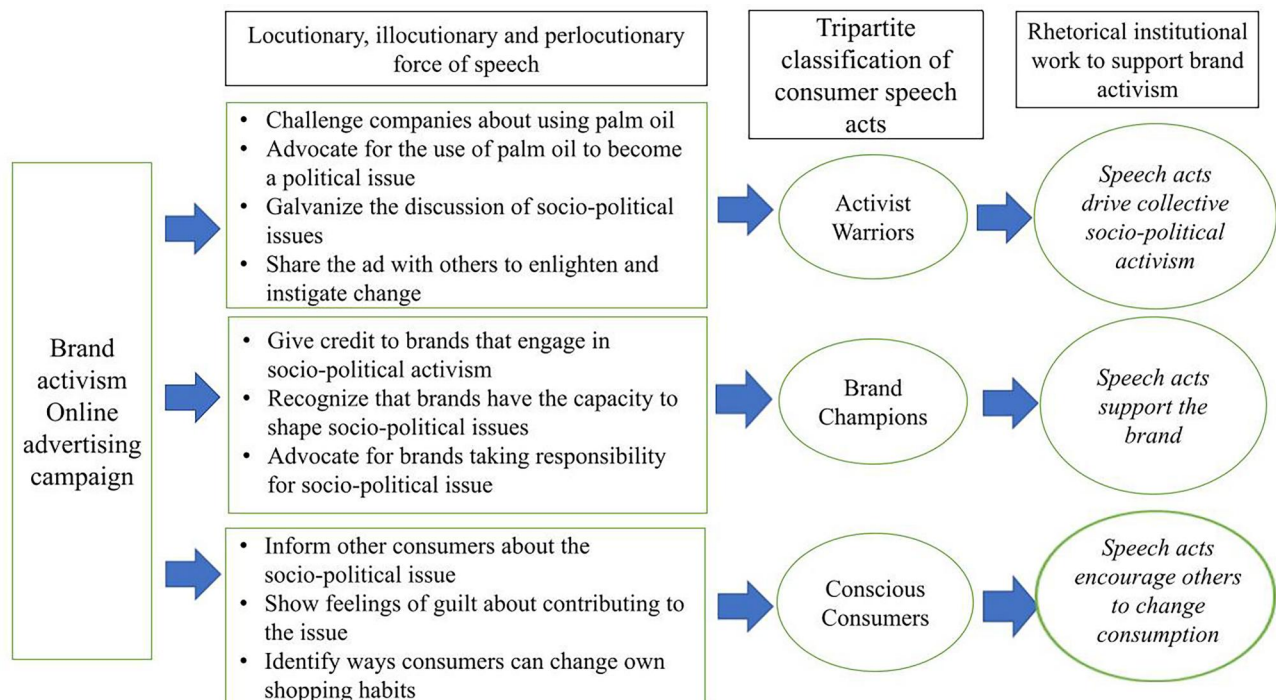 Locutionary, illocutionary and perlocutionary
force of speech
Tripartite
classification of
consumer speech
acts
Rhetorical institutional
work to support brand
activism
Brand
activism
Online
advertising
campaign
• Challenge companies about using palm oil
• Advocate for the use of palm oil to become
a political issue
• Galvanize the discussion of socio-political
issues
• Share the ad with others to enlighten and
instigate change
Activist
Warriors
Speech acts
drive collective
socio-political
activism
• Give credit to brands that engage in
socio-political activism
• Recognize that brands have the capacity to
shape socio-political issues
• Advocate for brands taking responsibility
for socio-political issue
Brand
Champions
Speech acts
support the
brand
• Inform other consumers about the
socio-political issue
• Show feelings of guilt about contributing to
the issue
• Identify ways consumers can change own
shopping habits
Conscious
Consumers
Speech acts
encourage others
to change
consumption